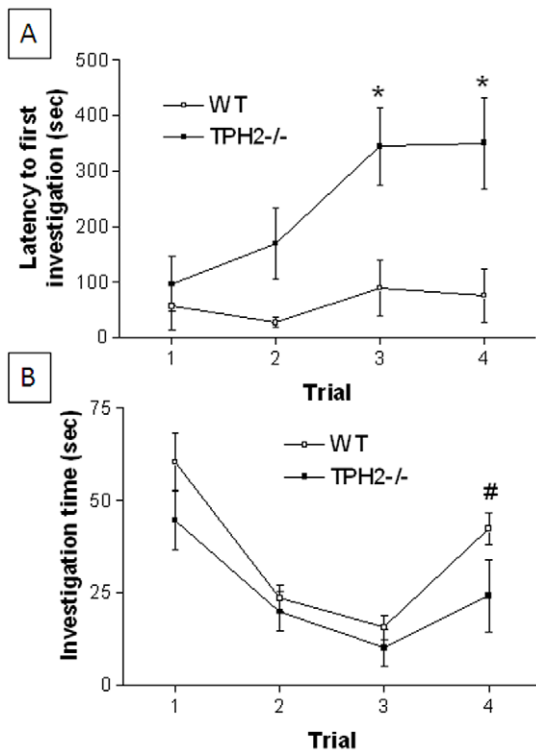 A
500
400
300
200
100
0
Latency to first
investigation (sec)
WT
TPH2-/-
*
*
1 2 3 4
Trial
B
75
50
25
0
Investigation time (sec)
WT
TPH2-/-
#
1 2 3 4
Trial